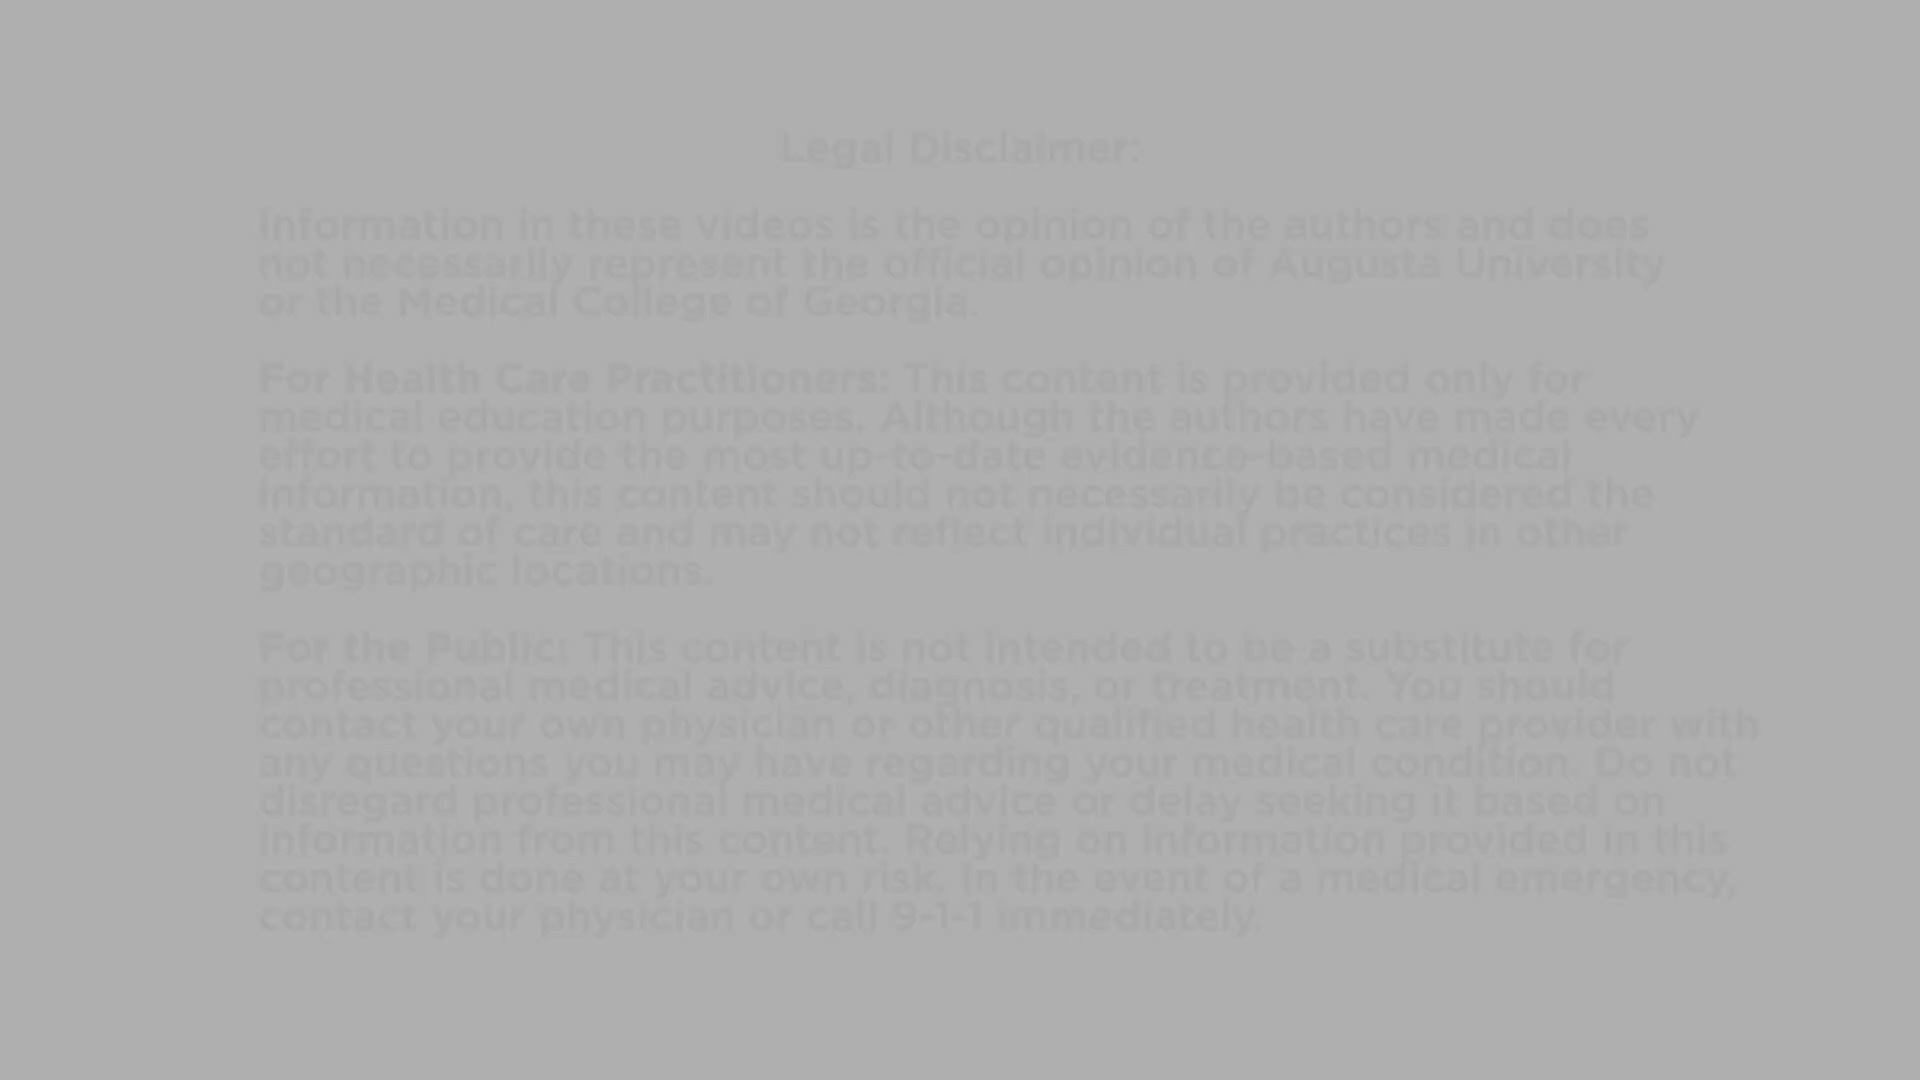 Legal Disclaimer:
Information in these videos is the opinion of the authors and does
not necessarily represent the official opinion of Augusta University
or the Medical College of Georgia.
For Health Care Practitioners: This content is provided only for
medical education purposes. Although the authors have made every
effort to provide the most up-to-date evidence-based medical
information, this content should not necessarily be considered the
standard of care and may not reflect individual practices in other
geographic locations.
For the Public: This content is not intended to be a substitute for
professional medical advice, diagnosis, or treatment. You should
contact your own physician or other qualified health care provider with
any questions you may have regarding your medical condition. Do not
disregard professional medical advice or delay seeking it based on
information from this content. Relying on information provided in this
content is done at your own risk. In the event of a medical emergency,
contact your physician or call 9-1-1 immediately.